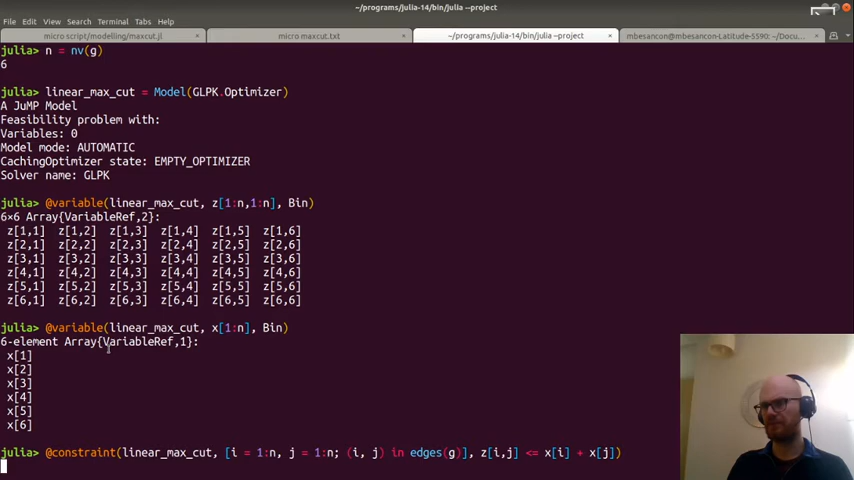 ~/programs/julia-14/bin/julia --project
File Edit View Search Terminal Tabs Help
micro script/modelling/maxcut.jl
micro maxcut.txt
~/programs/julia-14/bin/julia --project
mbesancon@mbesancon-Latitude-5590: ~/Docu...
julia> n = nv(g)
6
julia> linear_max_cut = Model(GLPK.Optimizer)
A JuMP Model
Feasibility problem with:
Variables: 0
Model mode: AUTOMATIC
CachingOptimizer state: EMPTY_OPTIMIZER
Solver name: GLPK
julia> @variable(linear_max_cut, z[1:n,1:n], Bin)
6×6 Array{VariableRef,2}:
z[1,1] z[1,2] z[1,3] z[1,4] z[1,5] z[1,6]
z[2,1] z[2,2] z[2,3] z[2,4] z[2,5] z[2,6]
z[3,1] z[3,2] z[3,3] z[3,4] z[3,5] z[3,6]
z[4,1] z[4,2] z[4,3] z[4,4] z[4,5] z[4,6]
z[5,1] z[5,2] z[5,3] z[5,4] z[5,5] z[5,6]
z[6,1] z[6,2] z[6,3] z[6,4] z[6,5] z[6,6]
julia> @variable(linear_max_cut, x[1:n], Bin)
6-element Array{VariableRef,1}:
x[1]
x[2]
x[3]
x[4]
x[5]
x[6]
julia> @constraint(linear_max_cut, [i = 1:n, j = 1:n; (i, j) in edges(g)], z[i,j] <= x[i] + x[j])